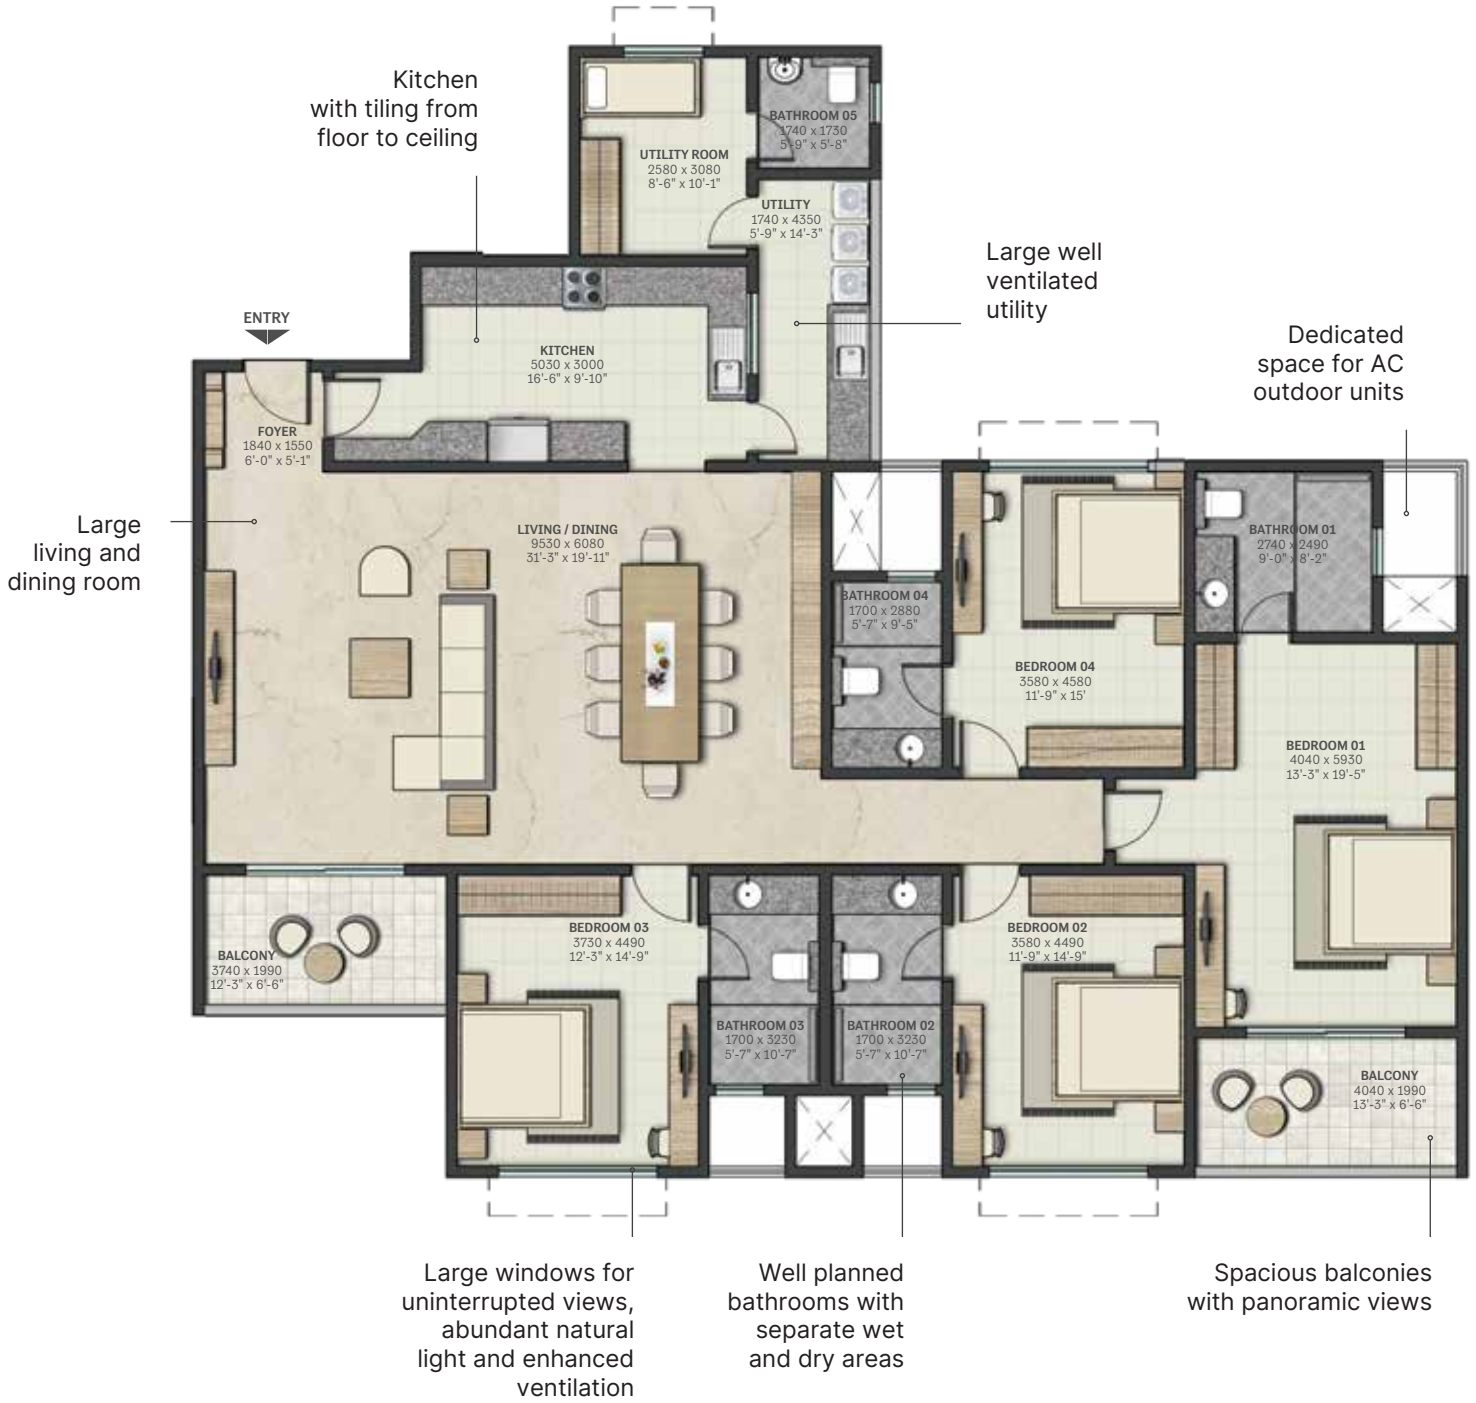 Kitchen
with tiling from
floor to ceiling
BATHROOM 05
1740 x 1730
5'-9" x 5'-8"
UTILITY ROOM
2580 x 3080
8'-6" x 10'-1"
UTILITY
1740 x 4350
5'-9" x 14'-3"
Large well
ventilated
utility
ENTRY
Dedicated
space for AC
outdoor units
KITCHEN
5030 x 3000
16'-6" x 9'-10"
FOYER
1840 x 1550
6'-0" x 5'-1"
Large
living and
dining room
LIVING / DINING
9530 x 6080
31'-3" x 19'-11"
BATHROOM 01
2740 x 2490
9'-0" x 8'-2"
BATHROOM 04
1700 x 2880
5'-7" x 9'-5"
BEDROOM 04
3580 x 4580
11'-9" x 15'
BEDROOM 01
4040 x 5930
13'-3" x 19'-5"
BALCONY
3740 x 1990
12'-3" x 6'-6"
BEDROOM 03
3730 x 4490
12'-3" x 14'-9"
BEDROOM 02
3580 x 4490
11'-9" x 14'-9"
BATHROOM 03
1700 x 3230
5'-7" x 10'-7"
BATHROOM 02
1700 x 3230
5'-7" x 10'-7"
BALCONY
4040 x 1990
13'-3" x 6'-6"
Large windows for
uninterrupted views,
abundant natural
light and enhanced
ventilation
Well planned
bathrooms with
separate wet
and dry areas
Spacious balconies
with panoramic views